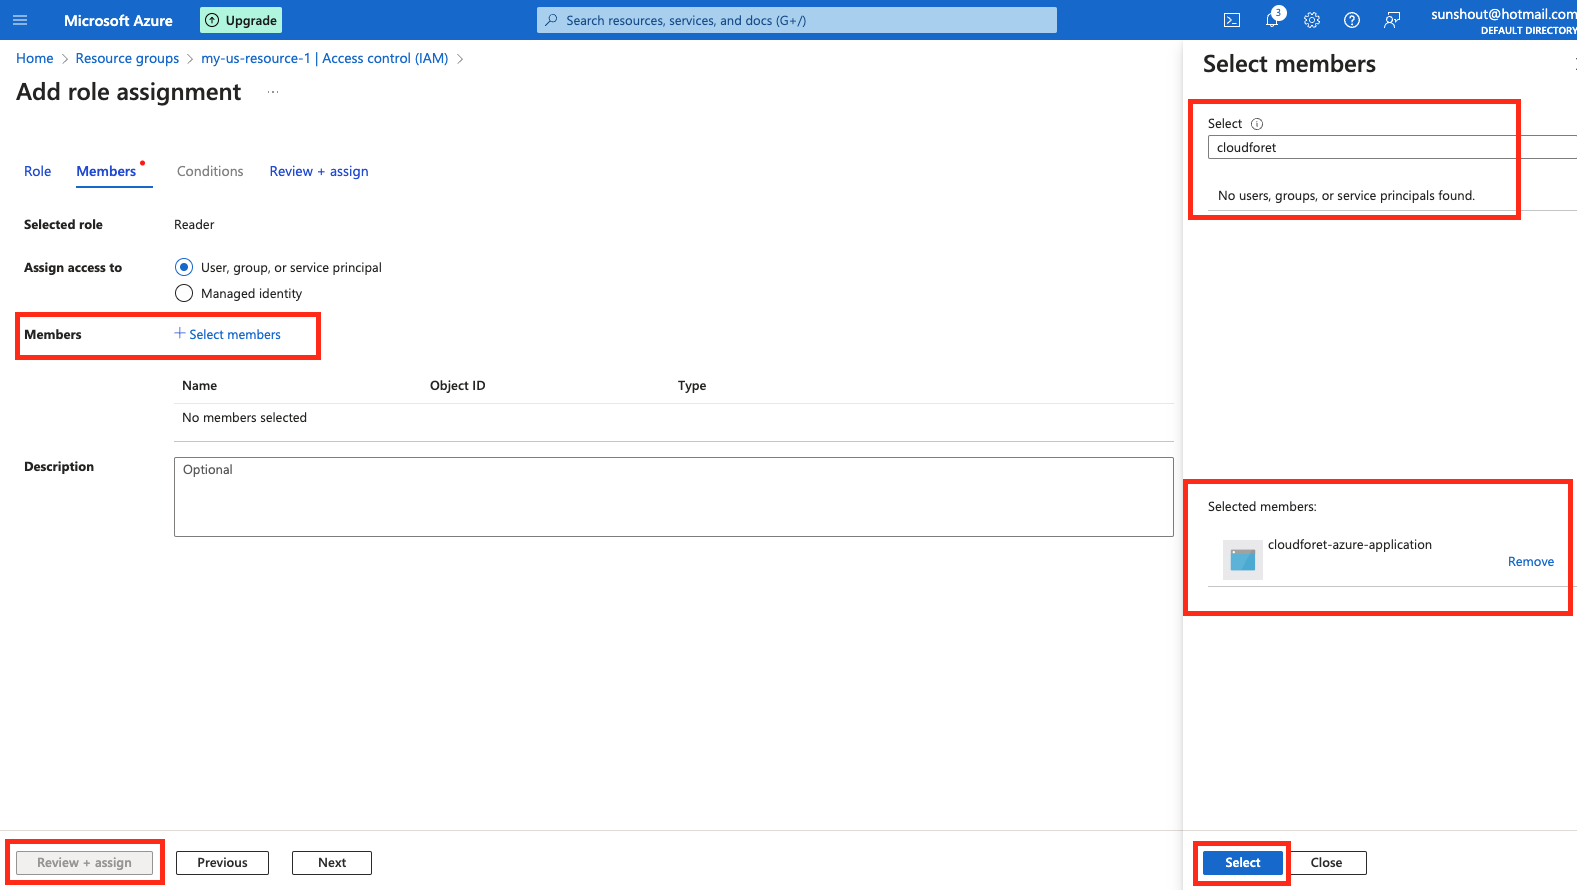 Microsoft Azure
Upgrade
Search resources, services, and docs (G+/)
3
sunshout@hotmail.com
DEFAULT DIRECTORY
Home > Resource groups > my-us-resource-1 | Access control (IAM) >
Add role assignment ...
Role Members Conditions Review + assign
Selected role Reader
Assign access to User, group, or service principal
Managed identity
Members + Select members
Name Object ID Type
No members selected
Description Optional
Review + assign Previous Next
Select members
Select
cloudforet
No users, groups, or service principals found.
Selected members:
cloudforet-azure-application
Remove
Select Close